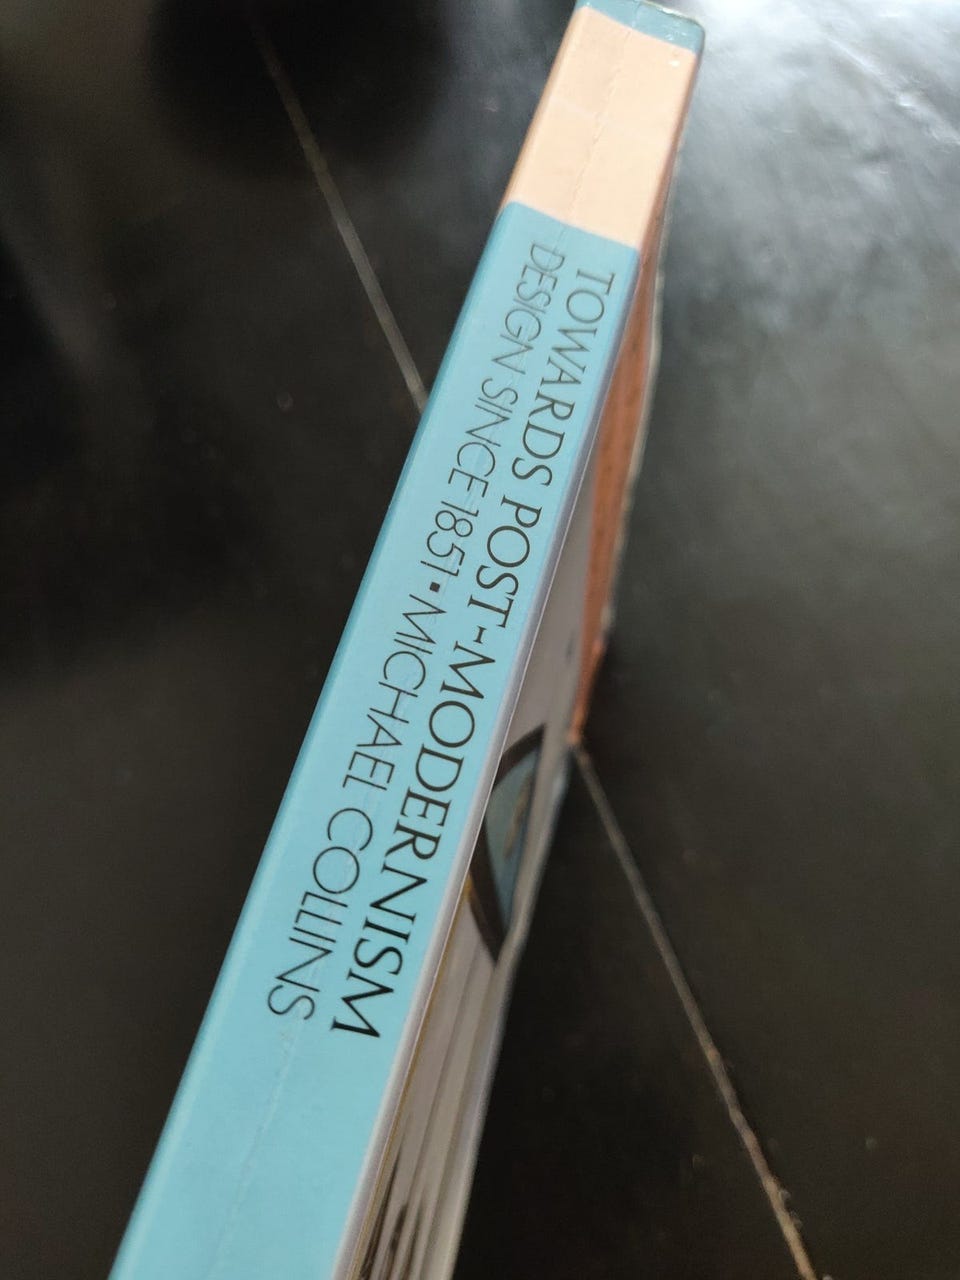 TOWARDS POST-MODERNISM
DESIGN SINCE 1851▪MICHAEL COLLINS